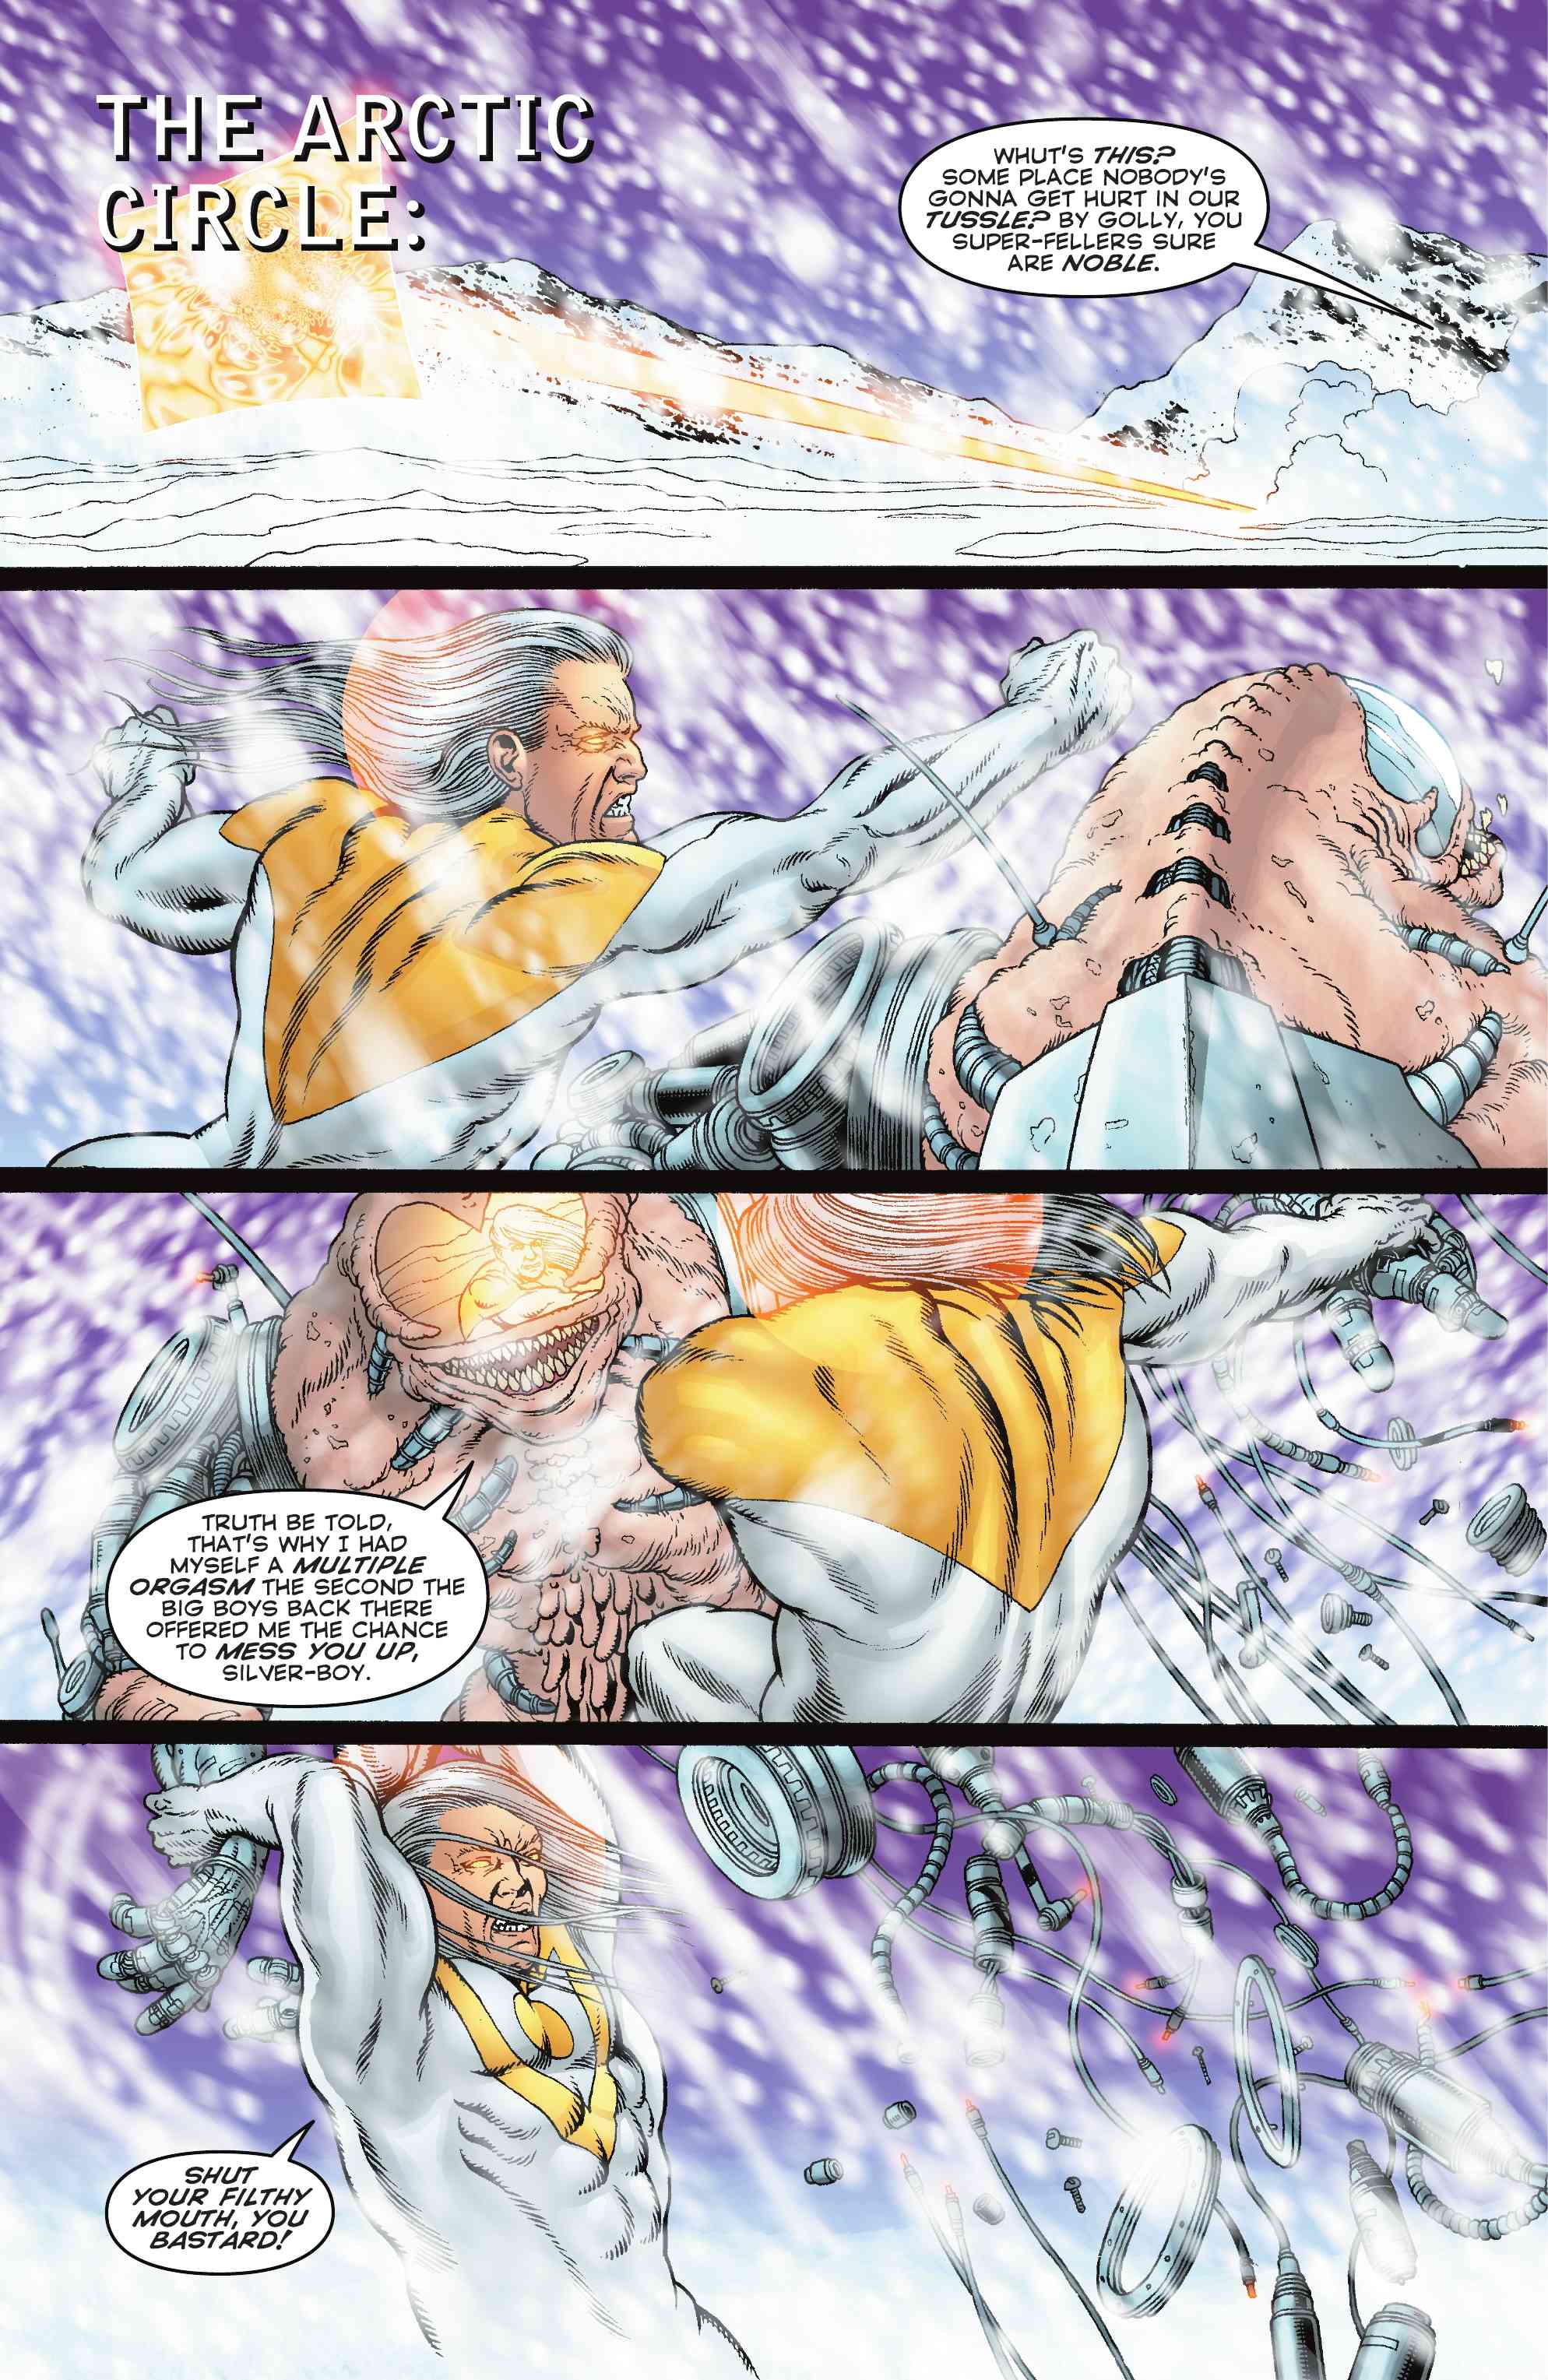 THE ARCTIC
CIRCLE:
WHUT'S THIS?
SOME PLACE NOBODY'S
GONNA GET HURT IN OUR
TUSSLE? BY GOLLY, YOU
SUPER-FELLERS SURE
ARE NOBLE.
TRUTH BE TOLD,
THAT'S WHY I HAD
MYSELF A MULTIPLE
ORGASM THE SECOND THE
BIG BOYS BACK THERE
OFFERED ME THE CHANCE
TO MESS YOU UP,
SILVER-BOY.
SHUT
YOUR FILTHY
MOUTH, YOU
BASTARD!